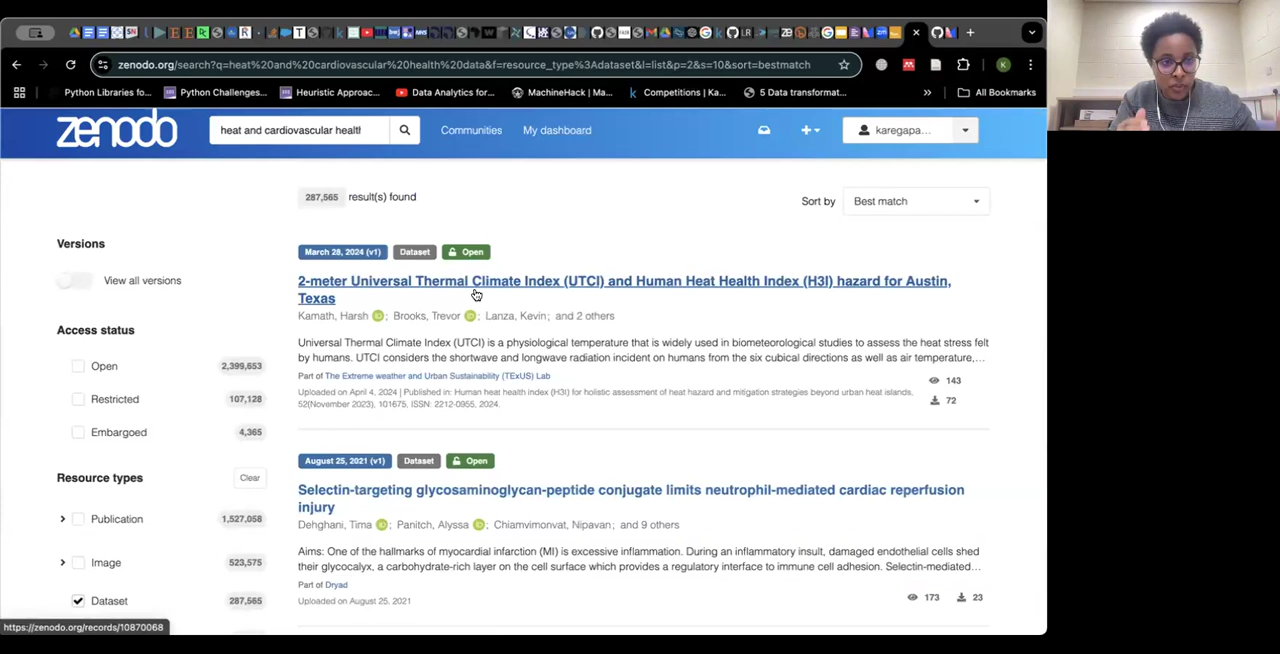 zenodo.org/search?q=heat%20and%20cardiovascular%20health%20data&f=resource_type%3Adataset&l=list&p=2&s=10&sort=bestmatch
K
Python Libraries fo... Python Challenges... Heuristic Approac... Data Analytics for... MachineHack | Ma... Competitions | Ka... 5 Data transformat... » All Bookmarks
zenodo heat and cardiovascular health Communities My dashboard karegapa...
287,565 result(s) found
Sort by Best match
Versions
View all versions
Access status
Open 2,399,653
Restricted 107,128
Embargoed 4,365
Resource types Clear
Publication 1,527,058
Image 523,575
Dataset 287,565
March 28, 2024 (v1) Dataset Open
2-meter Universal Thermal Climate Index (UTCI) and Human Heat Health Index (H3I) hazard for Austin,
Texas
Kamath, Harsh; Brooks, Trevor; Lanza, Kevin; and 2 others
Universal Thermal Climate Index (UTCI) is a physiological temperature that is widely used in biometeorological studies to assess the heat stress felt
by humans. UTCI considers the shortwave and longwave radiation incident on humans from the six cubical directions as well as air temperature,...
Part of The Extreme weather and Urban Sustainability (TExUS) Lab
Uploaded on April 4, 2024 | Published in: Human heat health index (H3I) for holistic assessment of heat hazard and mitigation strategies beyond urban heat islands,
52(November 2023), 101675, ISSN: 2212-0955, 2024.
143
72
August 25, 2021 (v1) Dataset Open
Selectin-targeting glycosaminoglycan-peptide conjugate limits neutrophil-mediated cardiac reperfusion
injury
Dehghani, Tima; Panitch, Alyssa; Chiamvimonvat, Nipavan; and 9 others
Aims: One of the hallmarks of myocardial infarction (MI) is excessive inflammation. During an inflammatory insult, damaged endothelial cells shed
their glycocalyx, a carbohydrate-rich layer on the cell surface which provides a regulatory interface to immune cell adhesion. Selectin-mediated...
Part of Dryad
Uploaded on August 25, 2021
173 23
https://zenodo.org/records/10870068